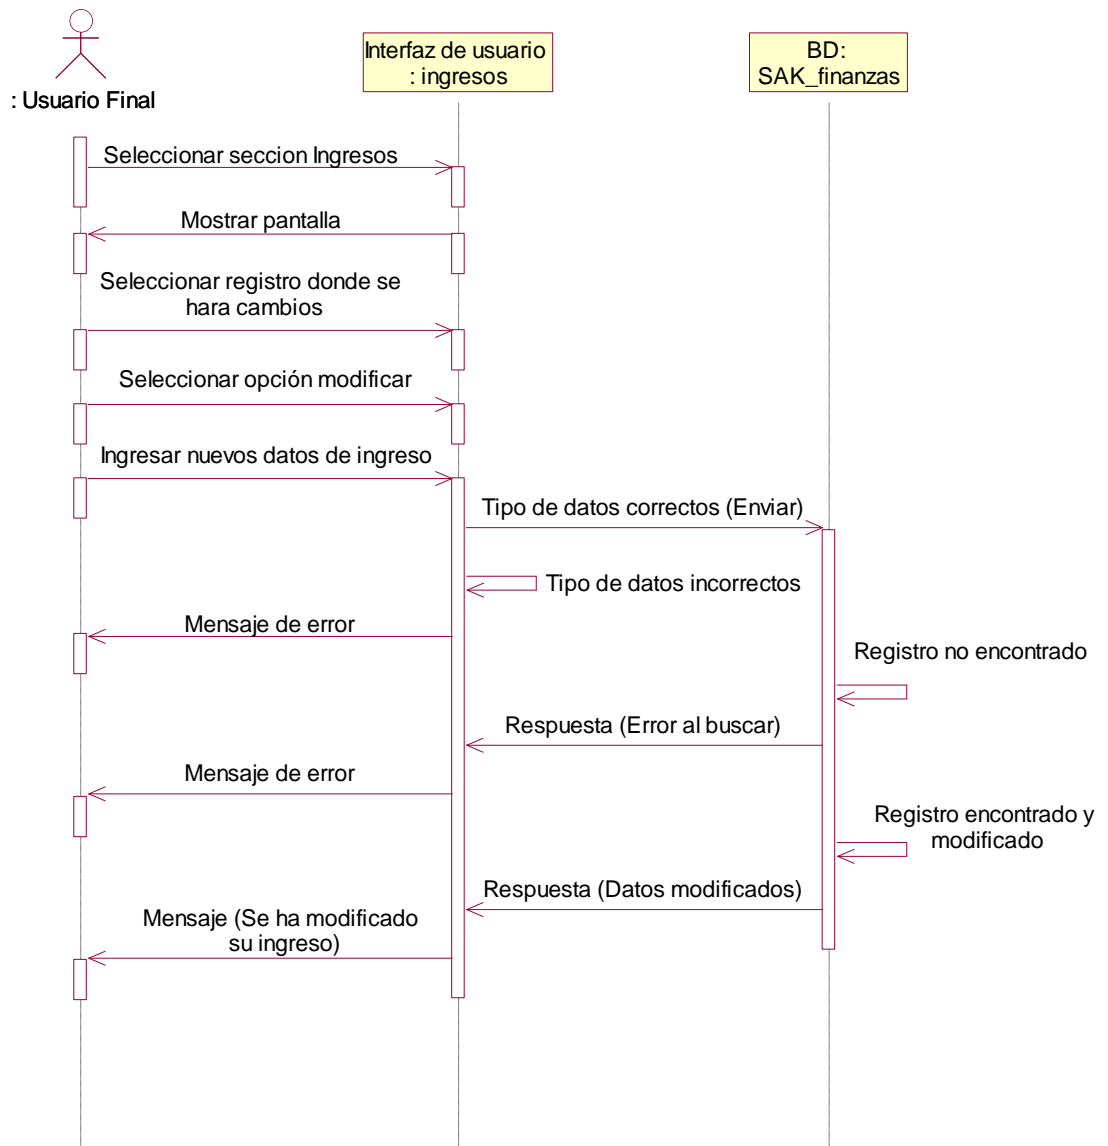 : Usuario Final
Interfaz de usuario
: ingresos
BD:
SAK_finanzas
Seleccionar seccion Ingresos
Mostrar pantalla
Seleccionar registro donde se
hara cambios
Seleccionar opción modificar
Ingresar nuevos datos de ingreso
Tipo de datos correctos (Enviar)
Tipo de datos incorrectos
Mensaje de error
Registro no encontrado
Respuesta (Error al buscar)
Mensaje de error
Registro encontrado y
modificado
Respuesta (Datos modificados)
Mensaje (Se ha modificado
su ingreso)